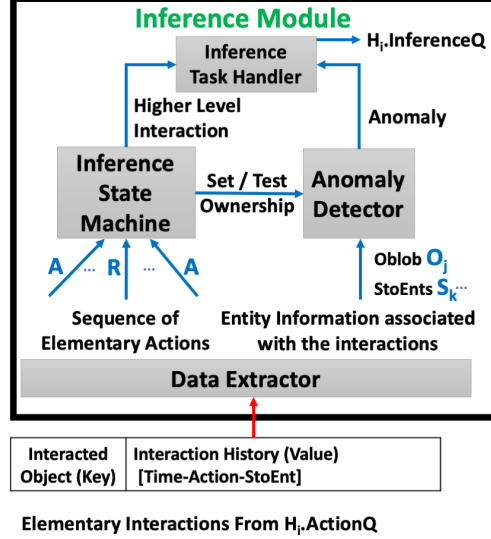 Inference Module
Inference
Task Handler
Hi.InferenceQ
Higher Level
Interaction
Anomaly
Inference
State
Machine
Set / Test
Ownership
Anomaly
Detector
A ... R ... A
Oblob Oj
StoEnts Sk...
Sequence of
Elementary Actions
Entity Information associated
with the interactions
Data Extractor
Interacted
Object (Key)
Interaction History (Value)
[Time-Action-StoEnt]
Elementary Interactions From Hi.ActionQ